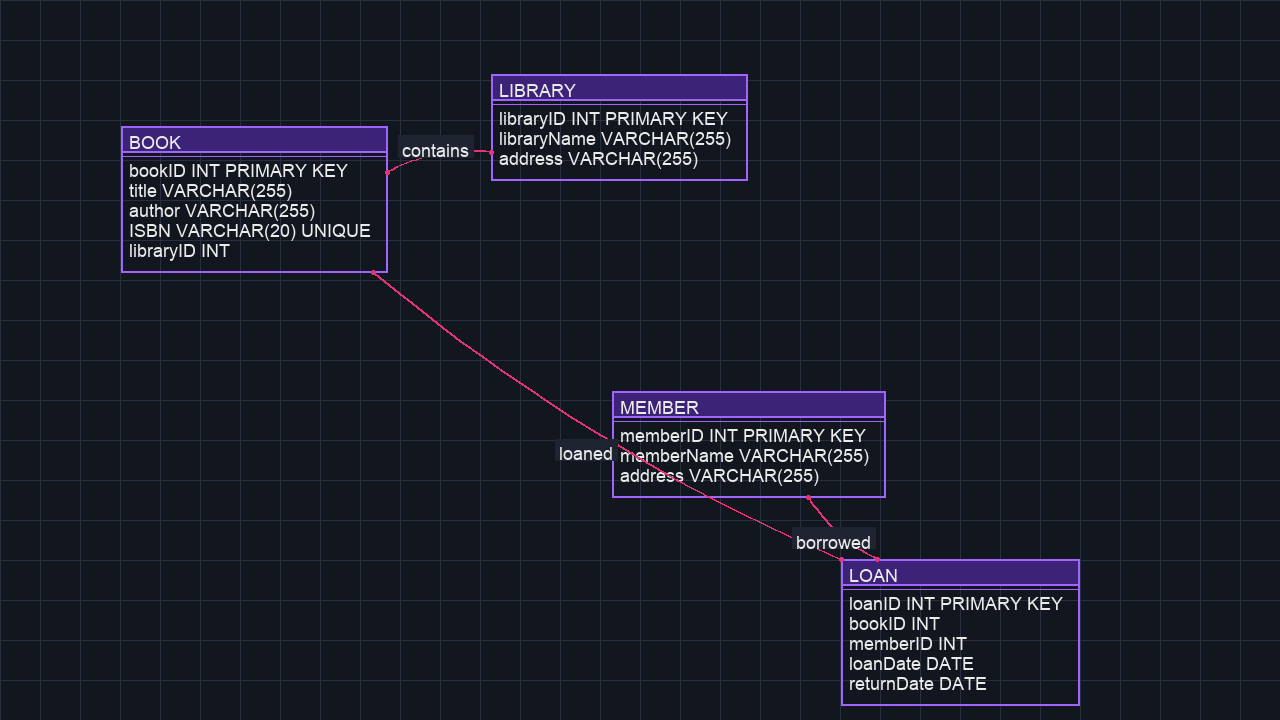 LIBRARY
libraryID INT PRIMARY KEY
libraryName VARCHAR(255)
address VARCHAR(255)
BOOK
bookID INT PRIMARY KEY
title VARCHAR(255)
author VARCHAR(255)
ISBN VARCHAR(20) UNIQUE
libraryID INT
contains
MEMBER
memberID INT PRIMARY KEY
memberName VARCHAR(255)
address VARCHAR(255)
loaned
borrowed
LOAN
loanID INT PRIMARY KEY
bookID INT
memberID INT
loanDate DATE
returnDate DATE